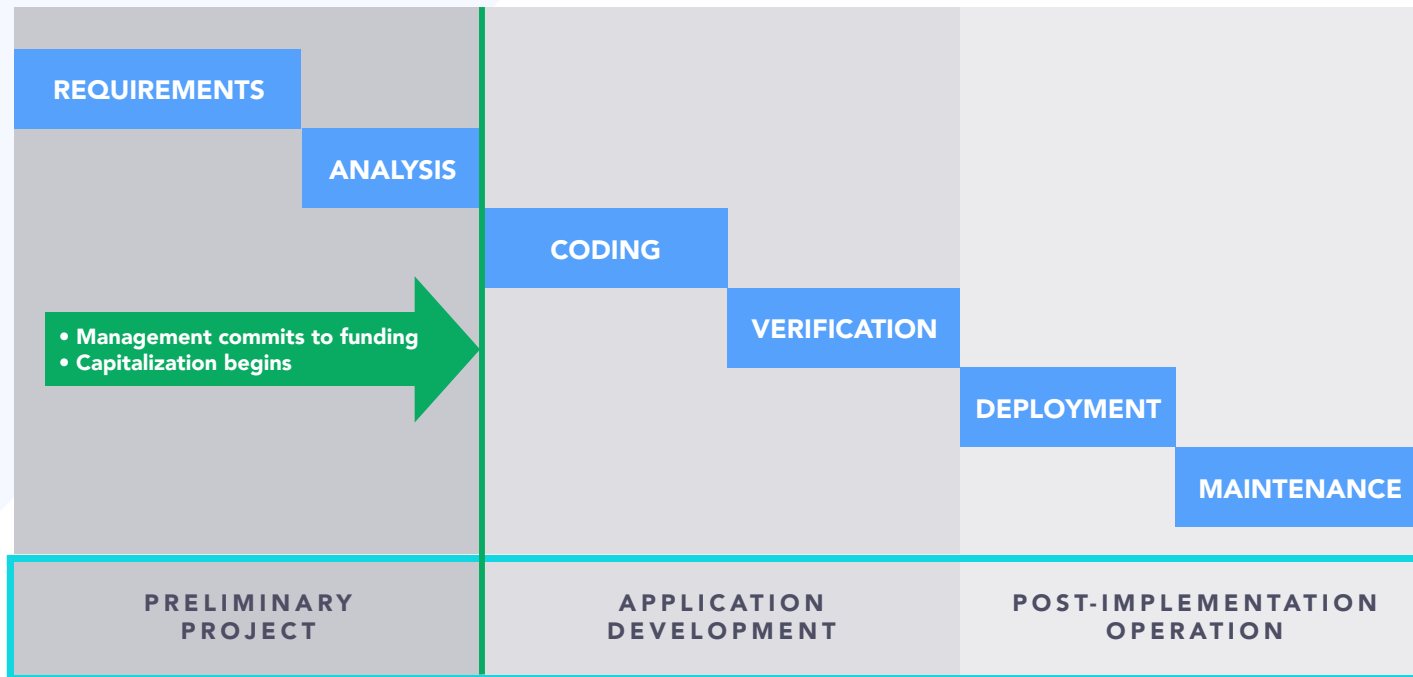 REQUIREMENTS
ANALYSIS
CODING
• Management commits to funding
• Capitalization begins
VERIFICATION
DEPLOYMENT
MAINTENANCE
PRELIMINARY
PROJECT
APPLICATION
DEVELOPMENT
POST-IMPLEMENTATION
OPERATION